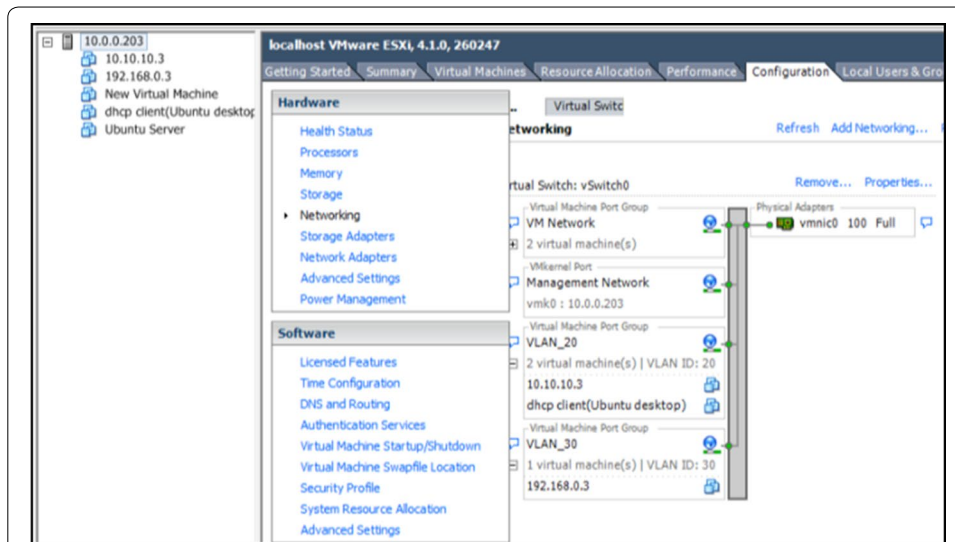 10.0.0.203
10.10.10.3
192.168.0.3
New Virtual Machine
dhcp client(Ubuntu desktop
Ubuntu Server
localhost VMware ESXi, 4.1.0, 260247
Getting Started Summary Virtual Machines Resource Allocation Performance Configuration Local Users & Gro
Hardware
Health Status
Processors
Memory
Storage
Networking
Storage Adapters
Network Adapters
Advanced Settings
Power Management
Software
Licensed Features
Time Configuration
DNS and Routing
Authentication Services
Virtual Machine Startup/Shutdown
Virtual Machine Swapfile Location
Security Profile
System Resource Allocation
Advanced Settings
.. Virtual Switc
etworking Refresh Add Networking...
rtual Switch: vSwitch0 Remove... Properties...
Virtual Machine Port Group
VM Network
2 virtual machine(s)
Physical Adapters
vmnic0 100 Full
VMkernel Port
Management Network
vmk0 : 10.0.0.203
Virtual Machine Port Group
VLAN_20
2 virtual machine(s) | VLAN ID: 20
10.10.10.3
dhcp client(Ubuntu desktop)
Virtual Machine Port Group
VLAN_30
1 virtual machine(s) | VLAN ID: 30
192.168.0.3